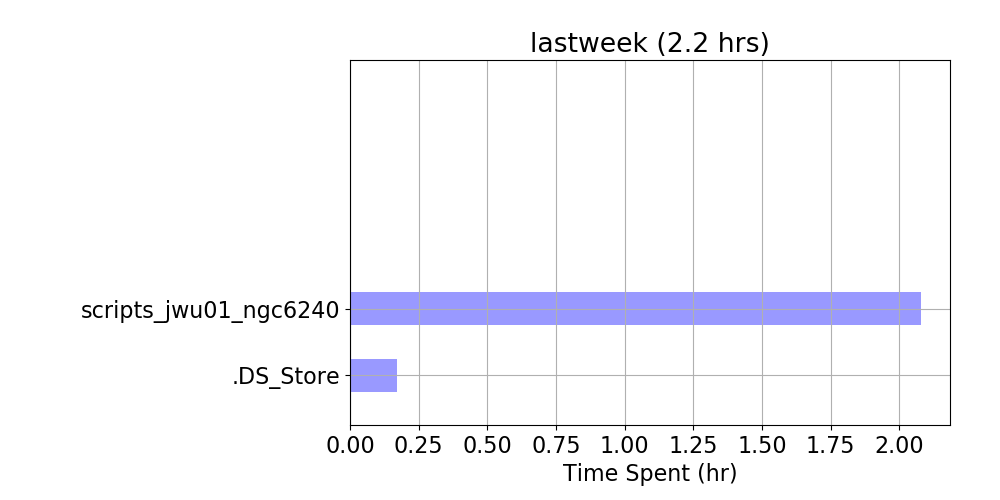 lastweek (2.2 hrs)
scripts_jwu01_ngc6240
.DS_Store
0.00 0.25 0.50 0.75 1.00 1.25 1.50 1.75 2.00
Time Spent (hr)